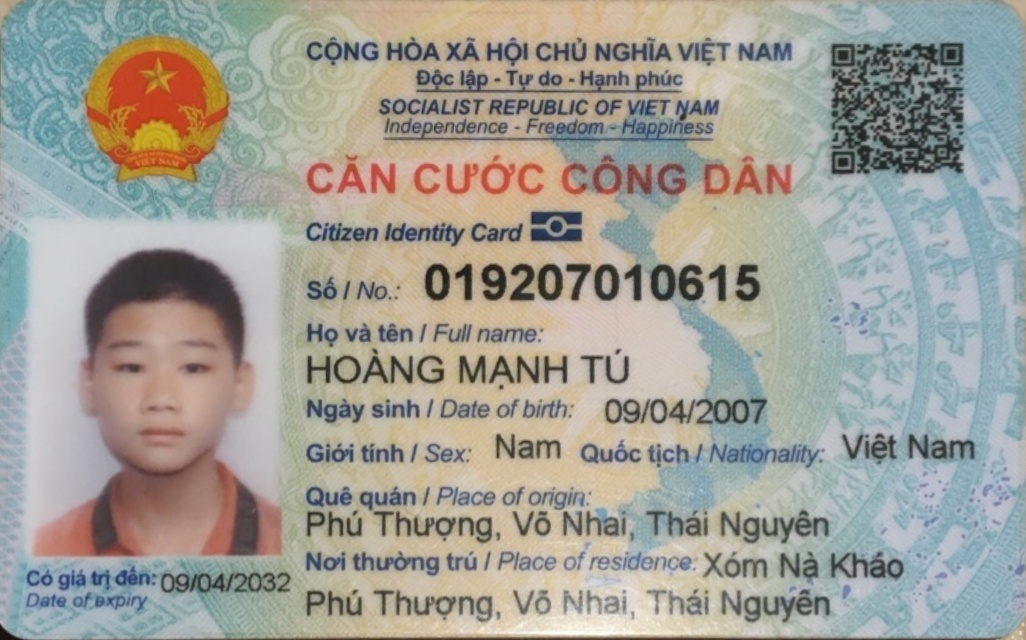 CỘNG HÒA XÃ HỘI CHỦ NGHĨA VIỆT NAM
Độc lập - Tự do - Hạnh phúc
SOCIALIST REPUBLIC OF VIET NAM
Independence - Freedom - Happiness
VIỆT NAM
CĂN CƯỚC CÔNG DÂN
Citizen Identity Card
Số / No.: 019207010615
Họ và tên / Full name:
HOÀNG MẠNH TÚ
Ngày sinh / Date of birth: 09/04/2007
Giới tính / Sex: Nam Quốc tịch / Nationality: Việt Nam
Quê quán / Place of origin:
Phú Thượng, Võ Nhai, Thái Nguyên
Nơi thường trú / Place of residence: Xóm Nà Kháo
Phú Thượng, Võ Nhai, Thái Nguyên
Có giá trị đến: 09/04/2032
Date of expiry